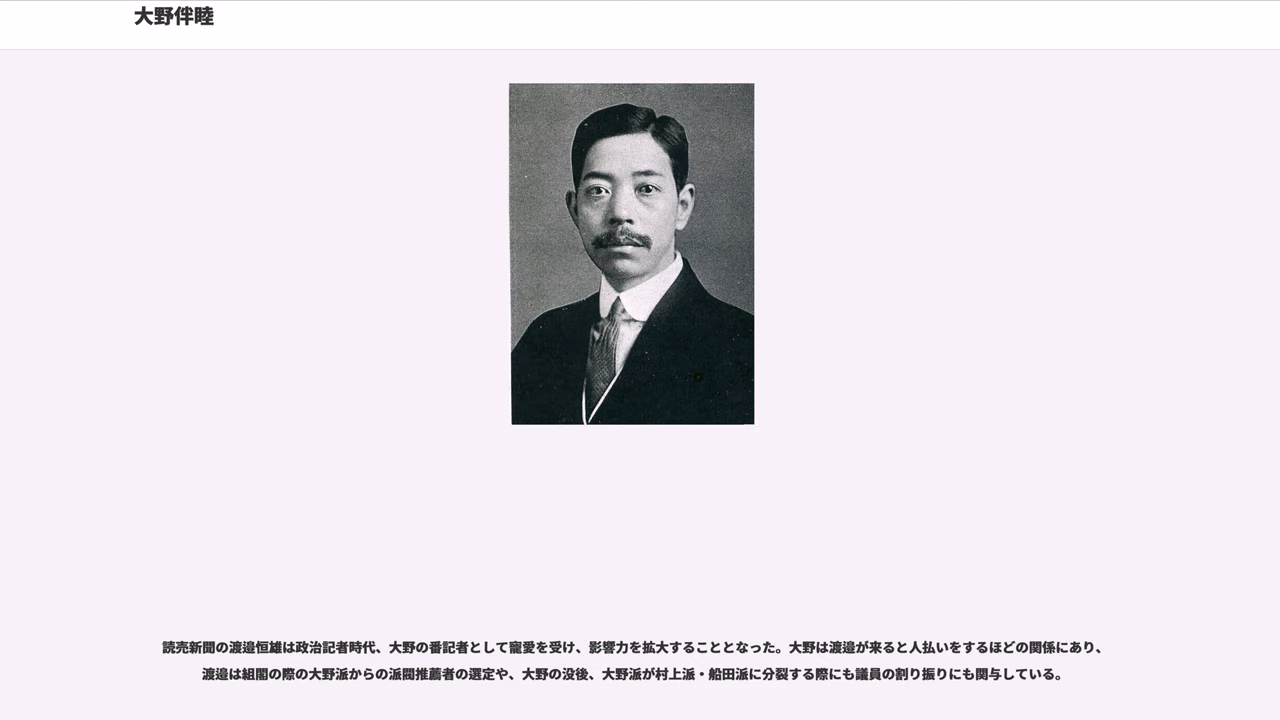 大野伴睦
読売新聞の渡邉恒雄は政治記者時代、大野の番記者として寵愛を受け、影響力を拡大することとなった。大野は渡邉が来ると人払いをするほどの関係にあり、
渡邉は組閣の際の大野派からの派閥推薦者の選定や、大野の没後、大野派が村上派・船田派に分裂する際にも議員の割り振りにも関与している。